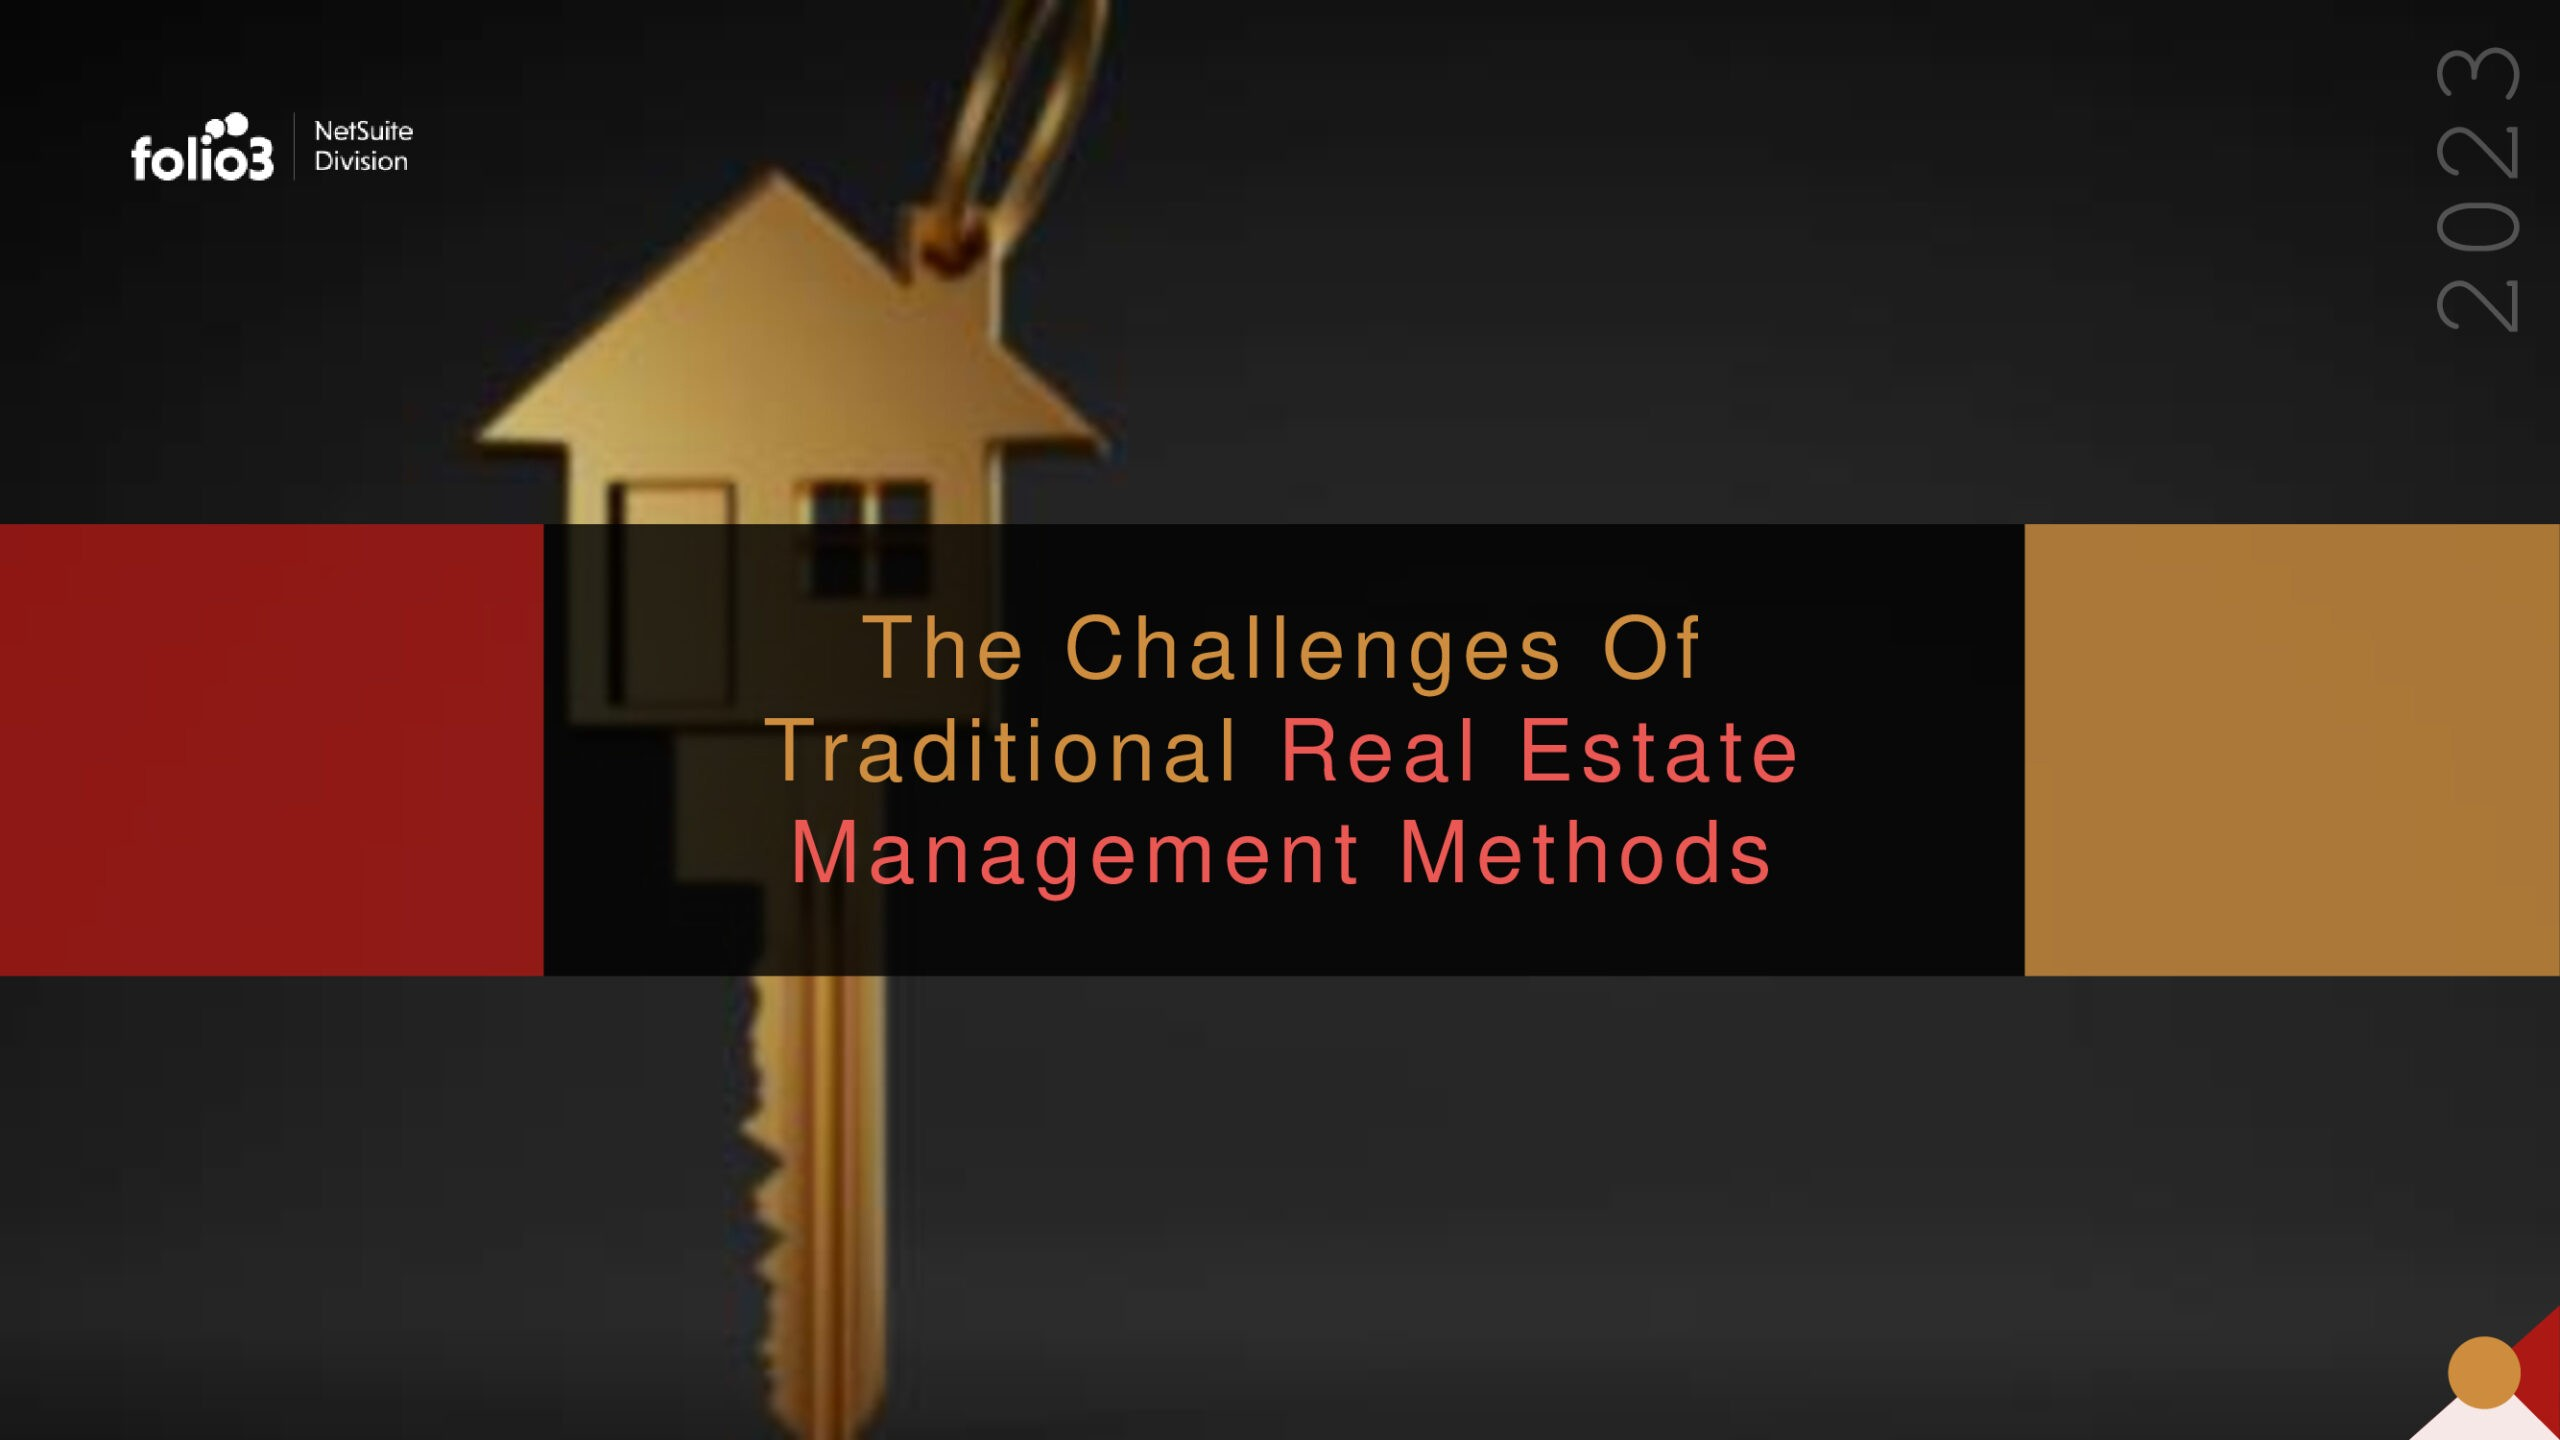 folio3
NetSuite
Division
2023
The Challenges Of
Traditional Real Estate
Management Methods